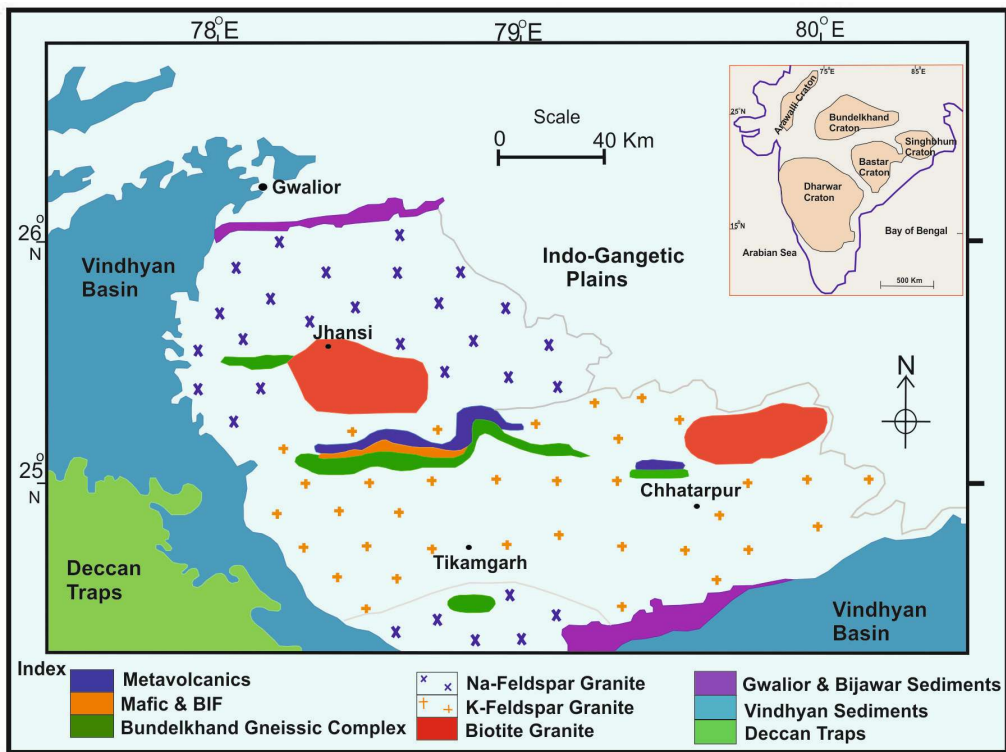 78°E 79°E 80°E
75°E 85°E
25°N
15°N
Arawalli Craton
Bundelkhand
Craton
Singhbhum
Craton
Bastar
Craton
Dharwar
Craton
Bay of Bengal
Arabian Sea
500 Km
Scale
0 40 Km
Gwalior
26°
N
Vindhyan
Basin
Indo-Gangetic
Plains
Jhansi
N
25°
N
Chhatarpur
Tikamgarh
Deccan
Traps
Vindhyan
Basin
Index
Metavolcanics
Mafic & BIF
Bundelkhand Gneissic Complex
Na-Feldspar Granite
K-Feldspar Granite
Biotite Granite
Gwalior & Bijawar Sediments
Vindhyan Sediments
Deccan Traps